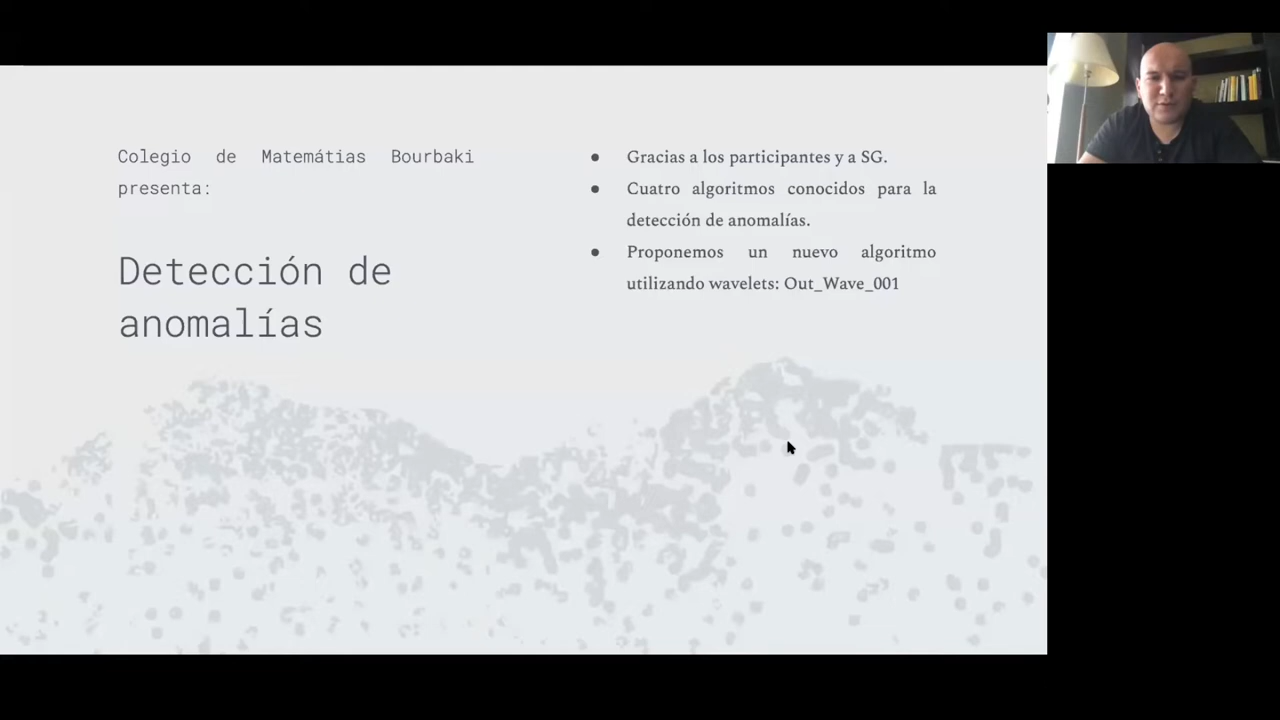 Colegio de Matemátias Bourbaki
presenta:
Detección de
anomalías
● Gracias a los participantes y a SG.
● Cuatro algoritmos conocidos para la
detección de anomalías.
● Proponemos un nuevo algoritmo
utilizando wavelets: Out_Wave_001